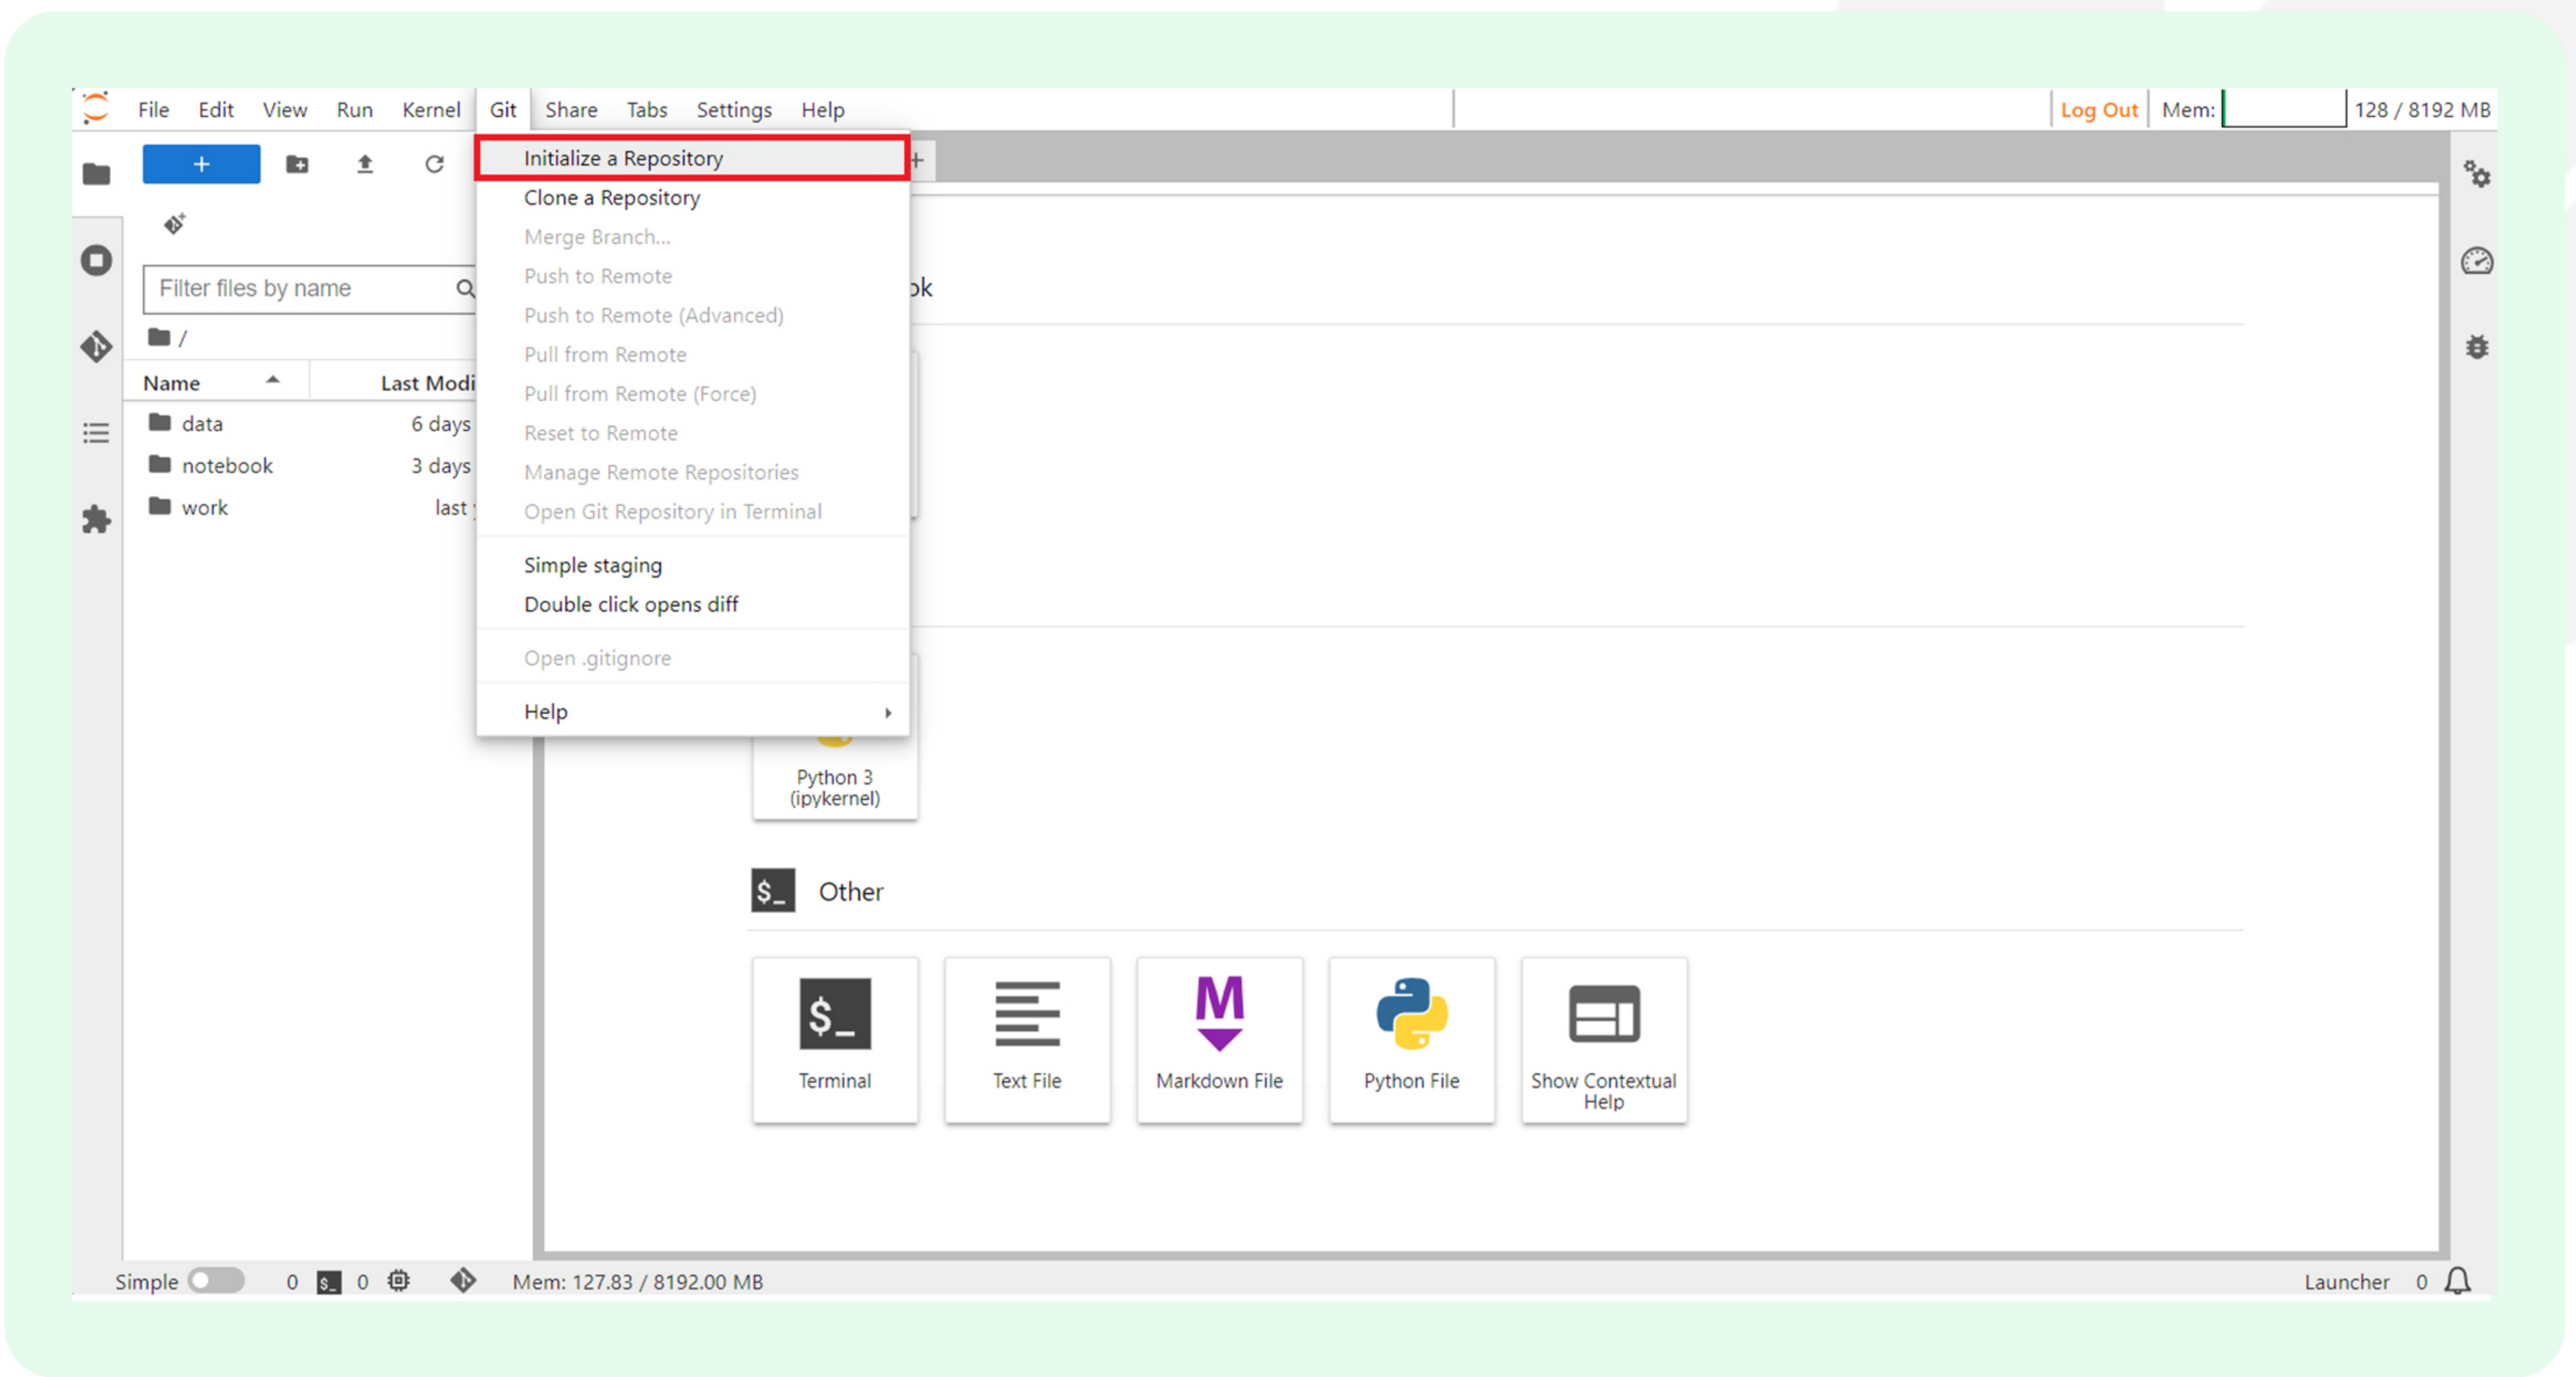 File Edit View Run Kernel Git Share Tabs Settings Help
Log Out Mem: 128 / 8192 MB
Initialize a Repository
Clone a Repository
Merge Branch...
Push to Remote
Push to Remote (Advanced)
Pull from Remote
Pull from Remote (Force)
Reset to Remote
Manage Remote Repositories
Open Git Repository in Terminal
Simple staging
Double click opens diff
Open .gitignore
Help
Filter files by name
/
Name Last Modi
data 6 days
notebook 3 days
work last
ok
Python 3
(ipykernel)
$_ Other
$_
Terminal
Text File
M
Markdown File
Python File
Show Contextual
Help
Simple 0 $_ 0 Mem: 127.83 / 8192.00 MB
Launcher 0